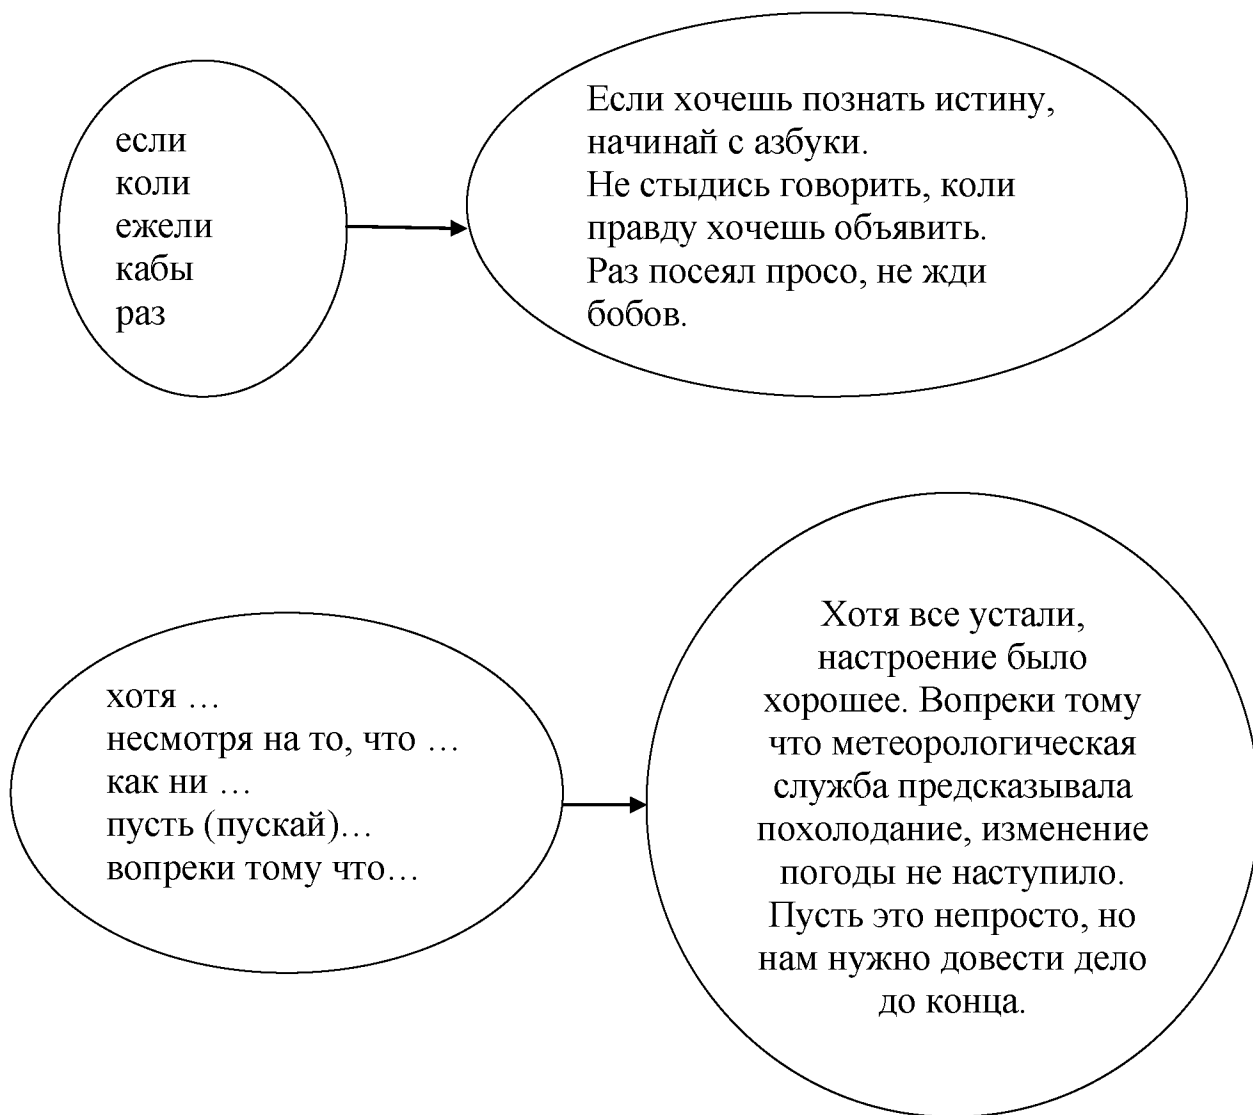 если
коли
ежели
кабы
раз
Если хочешь познать истину,
начинай с азбуки.
Не стыдись говорить, коли
правду хочешь объявить.
Раз посеял просо, не жди
бобов.
хотя …
несмотря на то, что …
как ни …
пусть (пускай)…
вопреки тому что…
Хотя все устали,
настроение было
хорошее. Вопреки тому
что метеорологическая
служба предсказывала
похолодание, изменение
погоды не наступило.
Пусть это непросто, но
нам нужно довести дело
до конца.